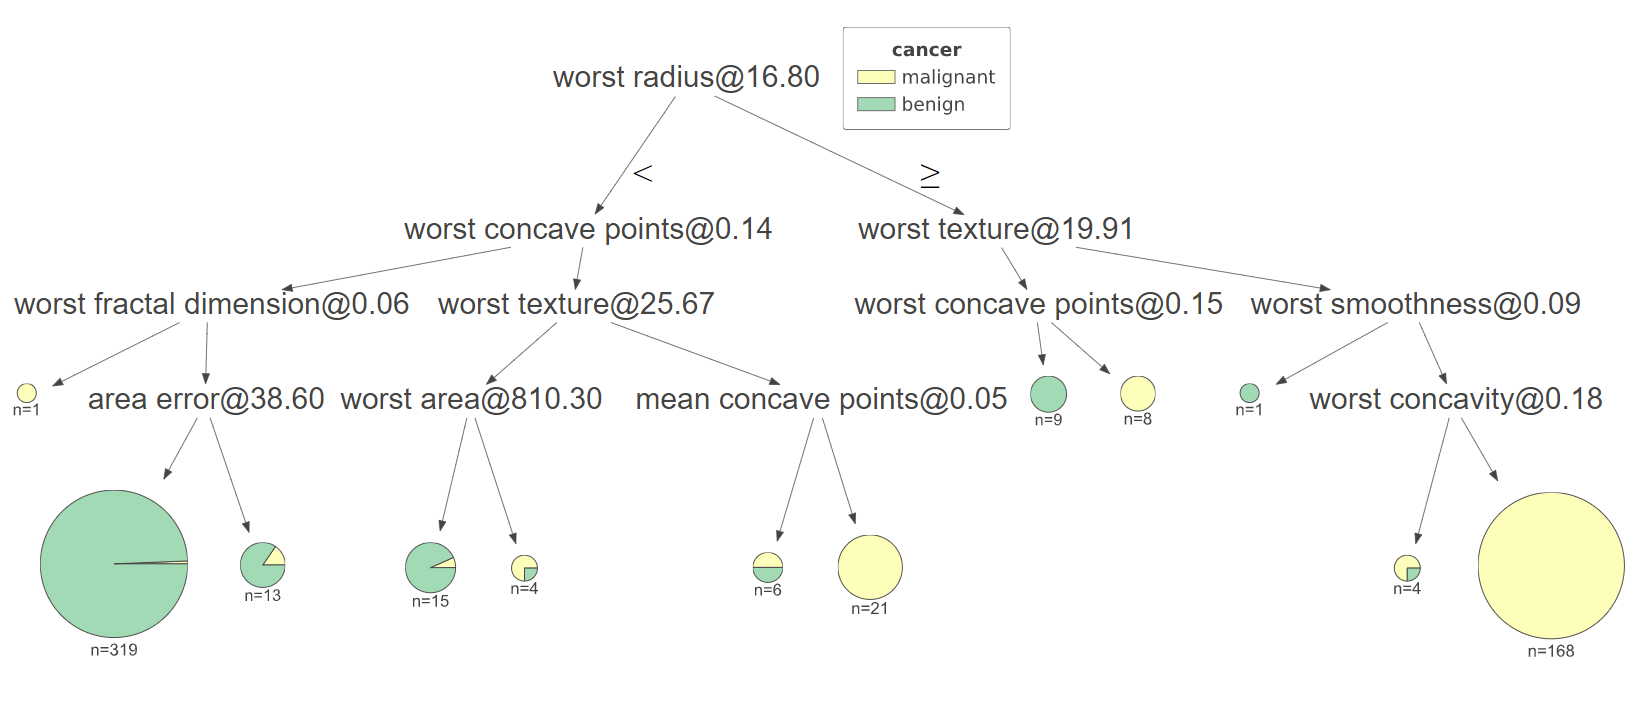 cancer
malignant
benign
worst radius@16.80
<
≥
worst concave points@0.14
worst texture@19.91
worst fractal dimension@0.06
worst texture@25.67
worst concave points@0.15
worst smoothness@0.09
n=1
area error@38.60
worst area@810.30
mean concave points@0.05
n=9
n=8
n=1
worst concavity@0.18
n=319
n=13
n=15
n=4
n=6
n=21
n=4
n=168